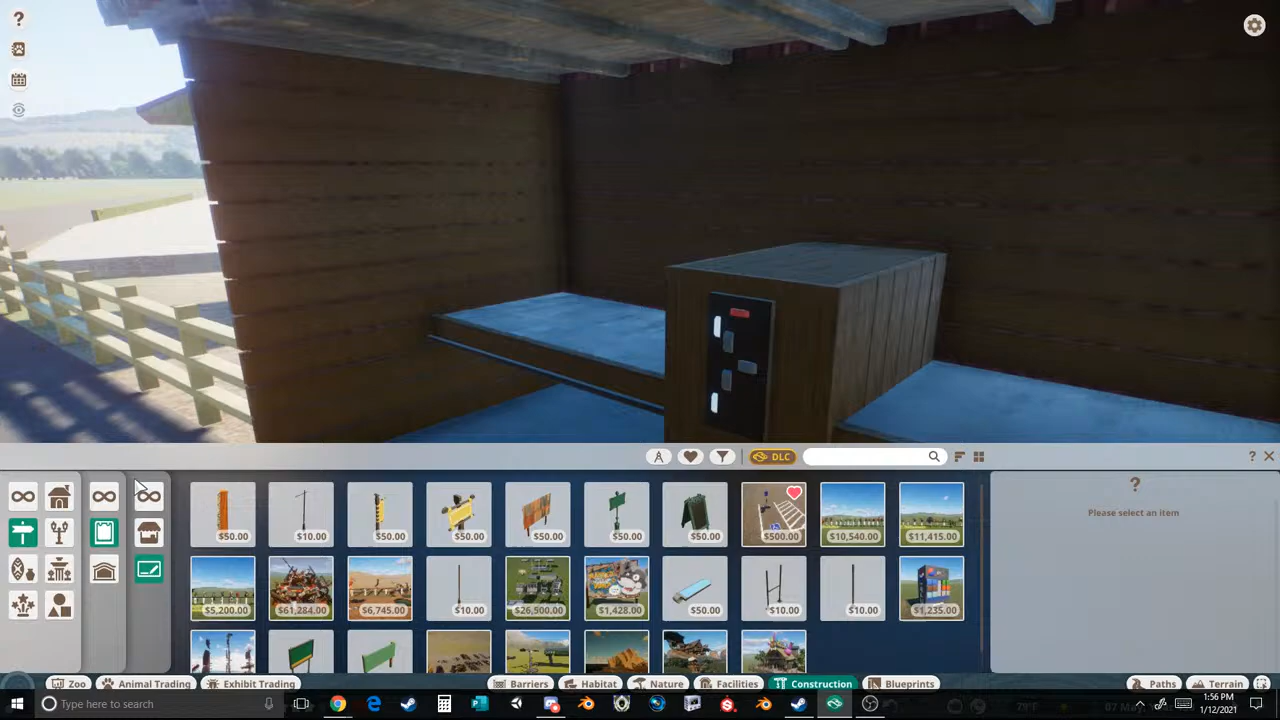 DLC
? 
Please select an item
$50.00 $10.00 $50.00 $50.00 $50.00 $50.00 $50.00 $500.00 $10,540.00 $11,415.00
$5,200.00 $61,284.00 $6,745.00 $10.00 $26,500.00 $1,428.00 $50.00 $10.00 $10.00 $1,235.00
Zoo Animal Trading Exhibit Trading Barriers Habitat Nature Facilities Construction Blueprints Paths Terrain
Type here to search
1:56 PM
1/12/2021